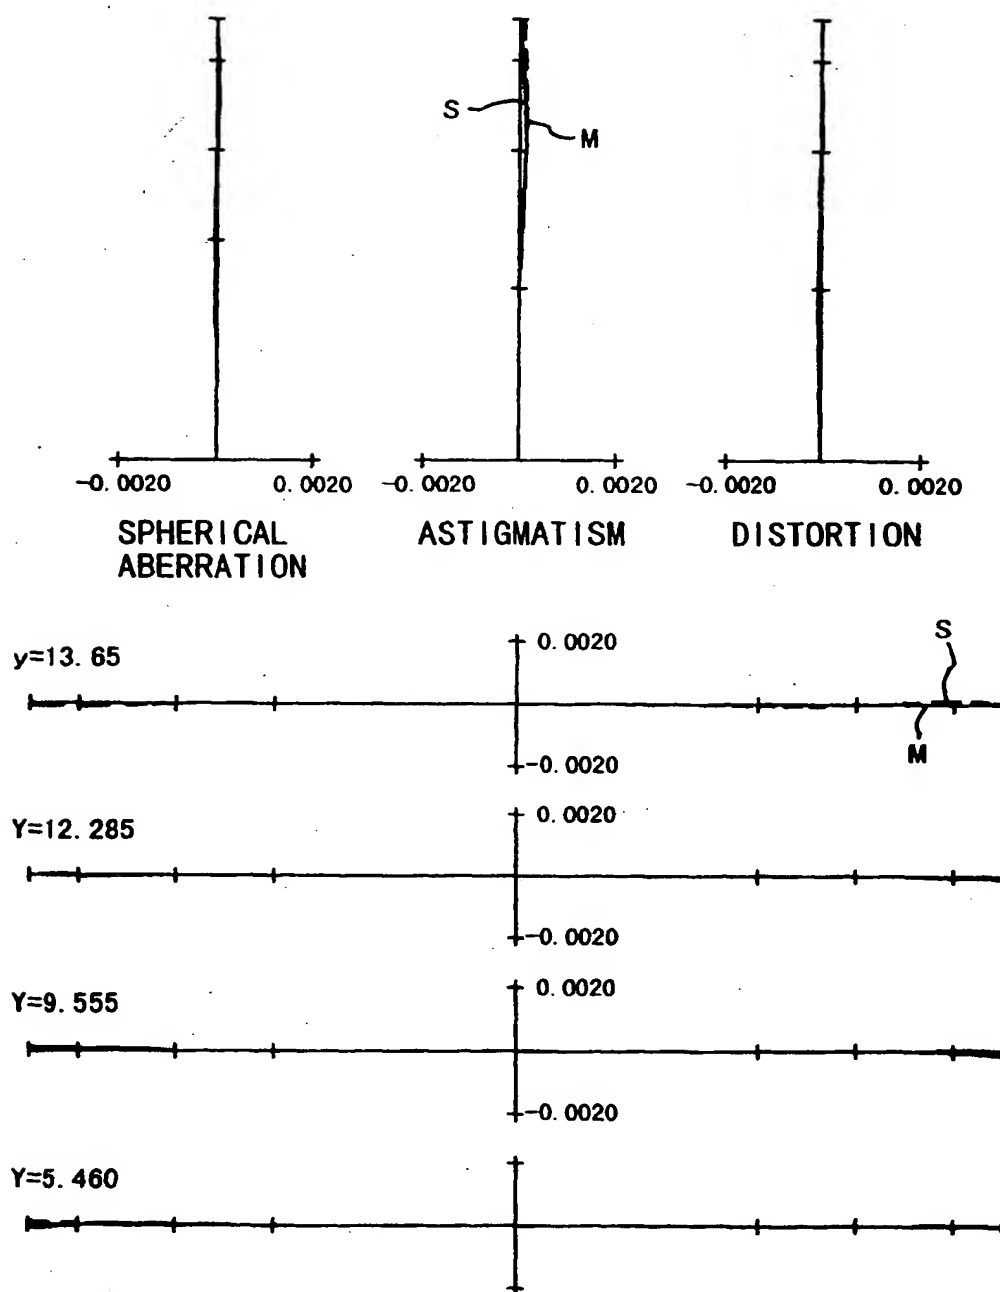 S
M
-0.0020 0.0020 -0.0020 0.0020 -0.0020 0.0020
SPHERICAL ABERRATION
ASTIGMATISM
DISTORTION
y=13.65
0.0020
-0.0020
S
M
Y=12.285
0.0020
-0.0020
Y=9.555
0.0020
-0.0020
Y=5.460